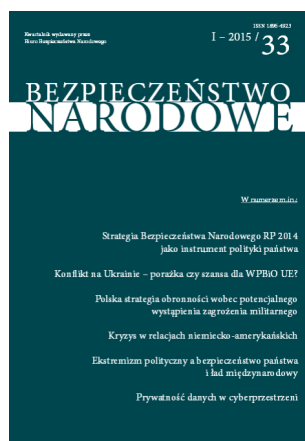 ISSN 1896-4923
Kwartalnik wydawany przez
Biuro Bezpieczeństwa Narodowego
I – 2015 / 33
BEZPIECZEŃSTWO
NARODOWE
W numerze m.in.:
Strategia Bezpieczeństwa Narodowego RP 2014
jako instrument polityki państwa
Konflikt na Ukrainie – porażka czy szansa dla WPBiO UE?
Polska strategia obronności wobec potencjalnego
wystąpienia zagrożenia militarnego
Kryzys w relacjach niemiecko-amerykańskich
Ekstremizm polityczny a bezpieczeństwo państwa
i ład międzynarodowy
Prywatność danych w cyberprzestrzeni